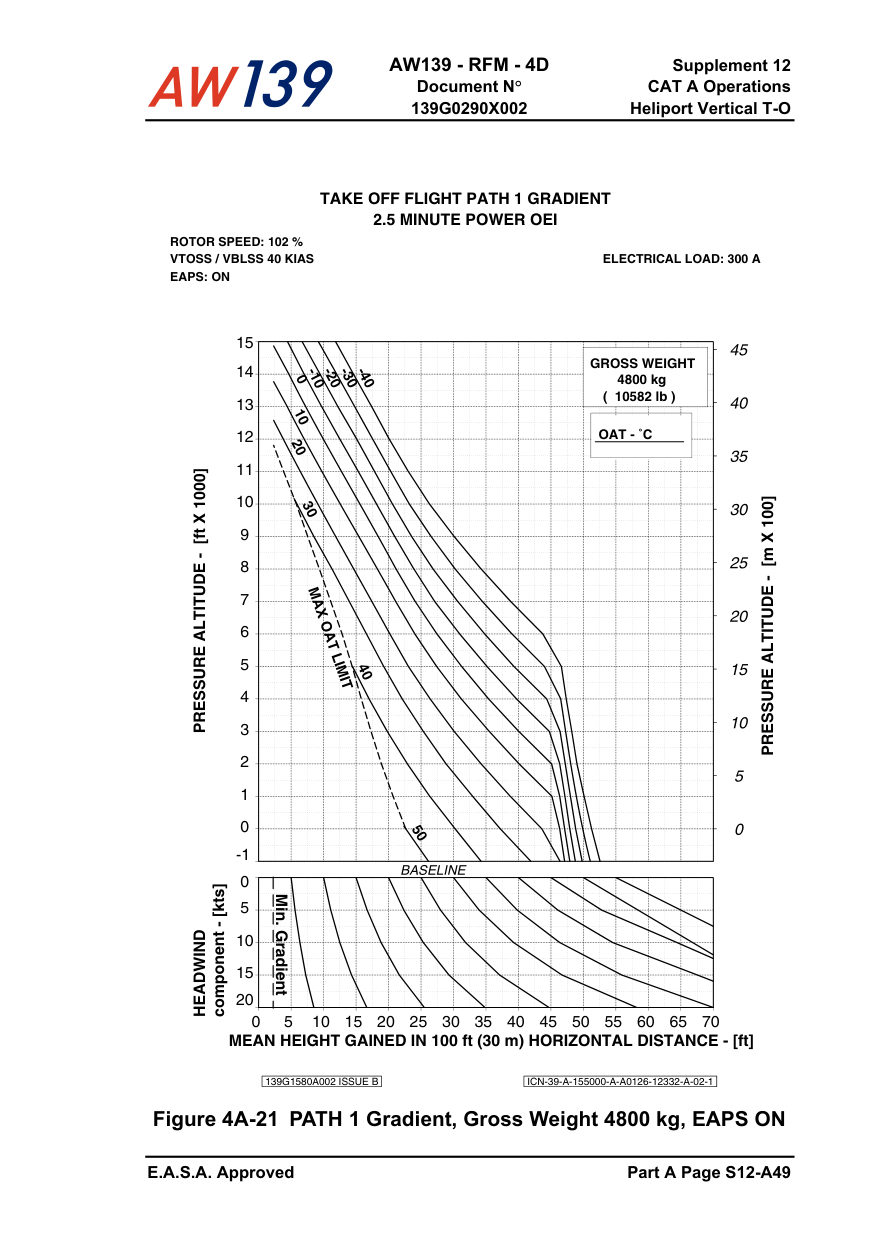 AW139
AW139 - RFM - 4D
Document N°
139G0290X002
Supplement 12
CAT A Operations
Heliport Vertical T-O
TAKE OFF FLIGHT PATH 1 GRADIENT
2.5 MINUTE POWER OEI
ROTOR SPEED: 102 %
VTOSS / VBLSS 40 KIAS
EAPS: ON
ELECTRICAL LOAD: 300 A
GROSS WEIGHT
4800 kg
( 10582 lb )
OAT - °C
PRESSURE ALTITUDE - [ft X 1000]
15
14
13
12
11
10
9
8
7
6
5
4
3
2
1
0
-1
0
-10
-20
-30
-40
10
20
30
40
50
MAX OAT LIMIT
45
40
35
30
25
20
15
10
5
0
PRESSURE ALTITUDE - [m X 100]
BASELINE
HEADWIND
component - [kts]
0
5
10
15
20
Min. Gradient
0 5 10 15 20 25 30 35 40 45 50 55 60 65 70
MEAN HEIGHT GAINED IN 100 ft (30 m) HORIZONTAL DISTANCE - [ft]
139G1580A002 ISSUE B
ICN-39-A-155000-A-A0126-12332-A-02-1
Figure 4A-21 PATH 1 Gradient, Gross Weight 4800 kg, EAPS ON
E.A.S.A. Approved
Part A Page S12-A49